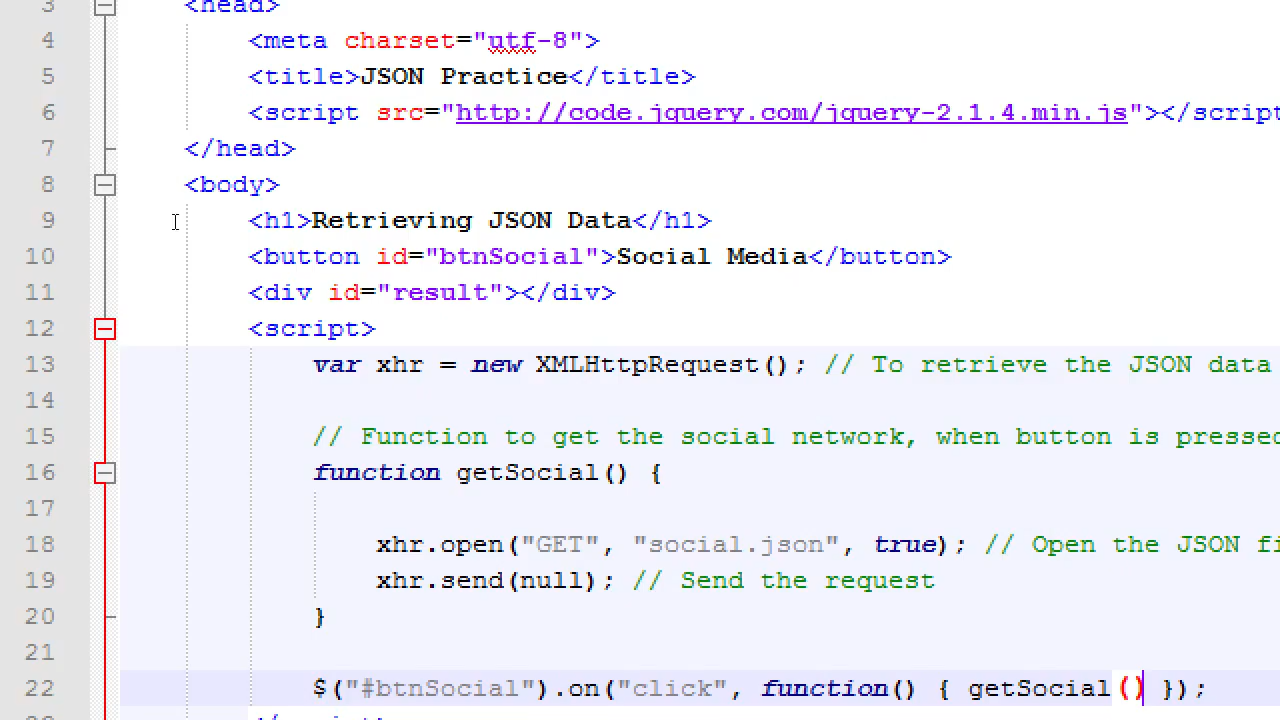 3 <head>
4 <meta charset="utf-8">
5 <title>JSON Practice</title>
6 <script src="http://code.jquery.com/jquery-2.1.4.min.js"></script
7 </head>
8 <body>
9 <h1>Retrieving JSON Data</h1>
10 <button id="btnSocial">Social Media</button>
11 <div id="result"></div>
12 <script>
13 var xhr = new XMLHttpRequest(); // To retrieve the JSON data
14
15 // Function to get the social network, when button is pressed
16 function getSocial() {
17
18 xhr.open("GET", "social.json", true); // Open the JSON fi
19 xhr.send(null); // Send the request
20 }
21
22 $("#btnSocial").on("click", function() { getSocial() });